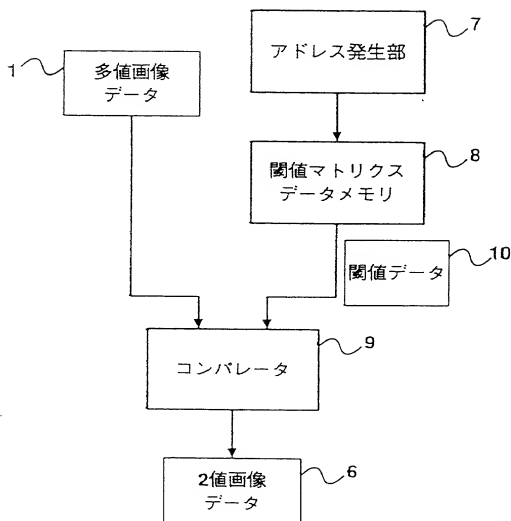 7
アドレス発生部
1
多値画像
データ
8
閾値マトリクス
データメモリ
10
閾値データ
9
コンパレータ
6
2値画像
データ